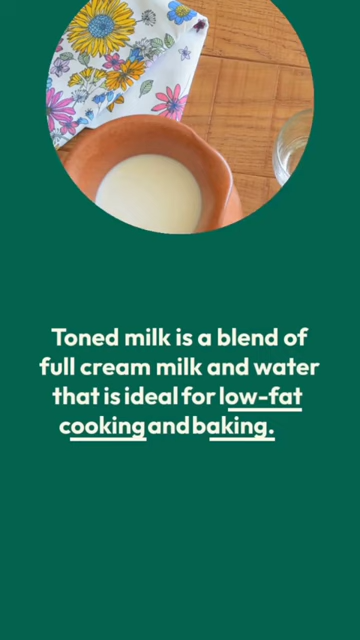 Toned milk is a blend of
full cream milk and water
that is ideal for low-fat
cooking and baking.